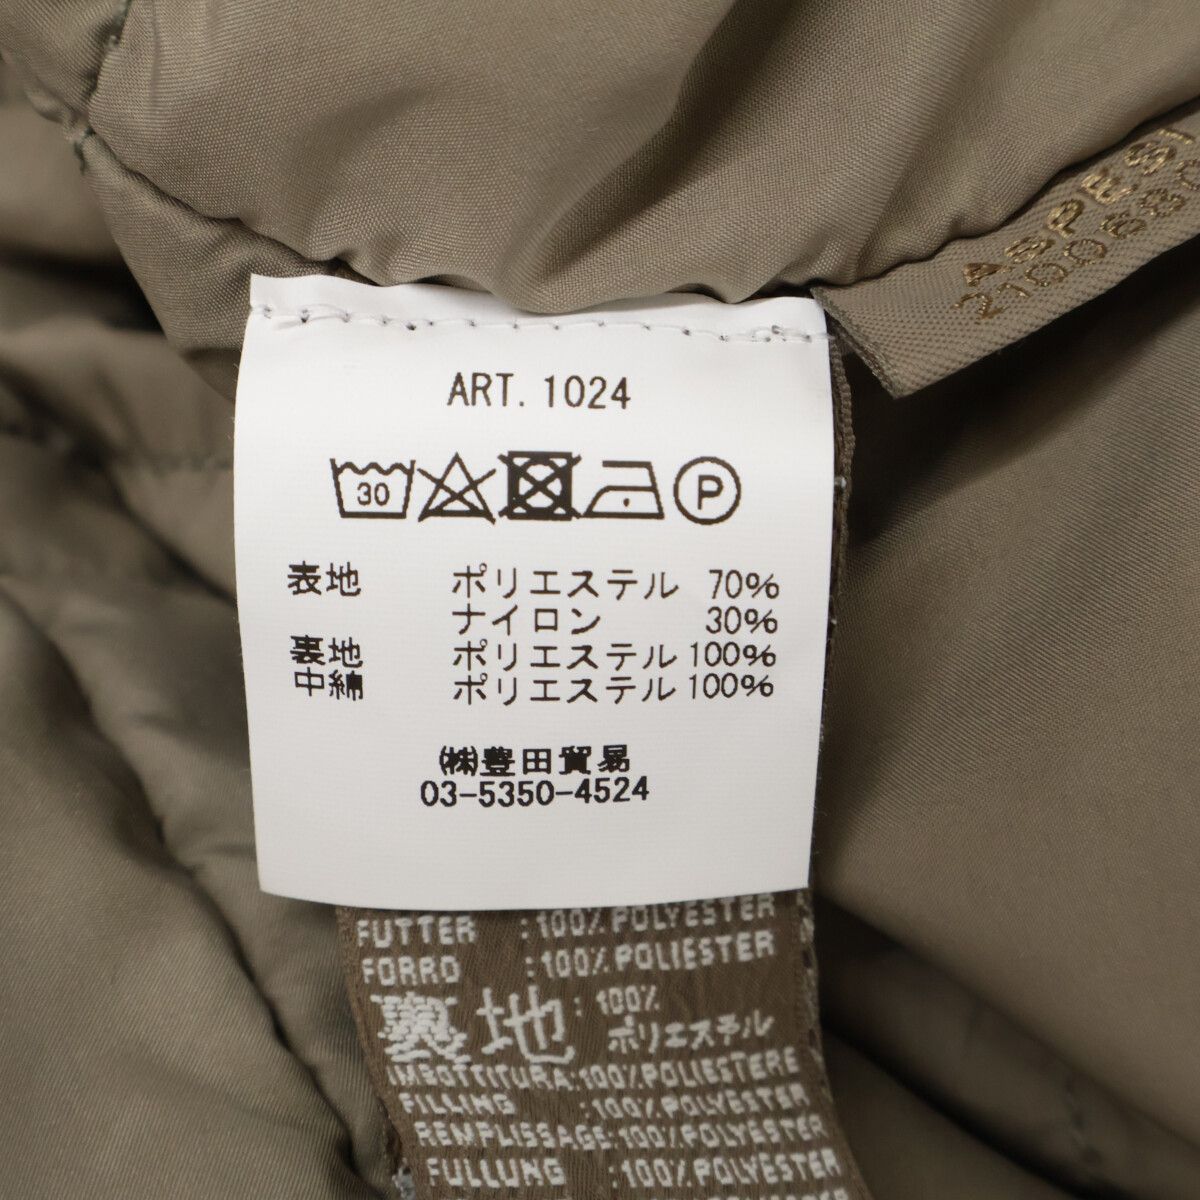 ASPESI
ART. 1024
30 P
表地 ポリエステル 70%
ナイロン 30%
裏地 ポリエステル 100%
中綿 ポリエステル 100%
㈱豊田貿易
03-5350-4524
FUTTER :100% POLYESTER
FORRO :100% POLIESTER
裏地 : 100%
ポリエステル
IMBOTTITURA:100% POLIESTERE
FILLING :100% POLYESTER
REMPLISSAGE:100% POLYESTER
FÜLLUNG :100% POLYESTER